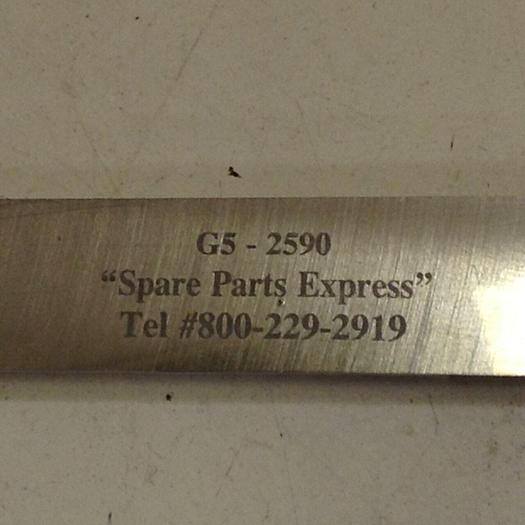 G5 - 2590
“Spare Parts Express”
Tel #800-229-2919